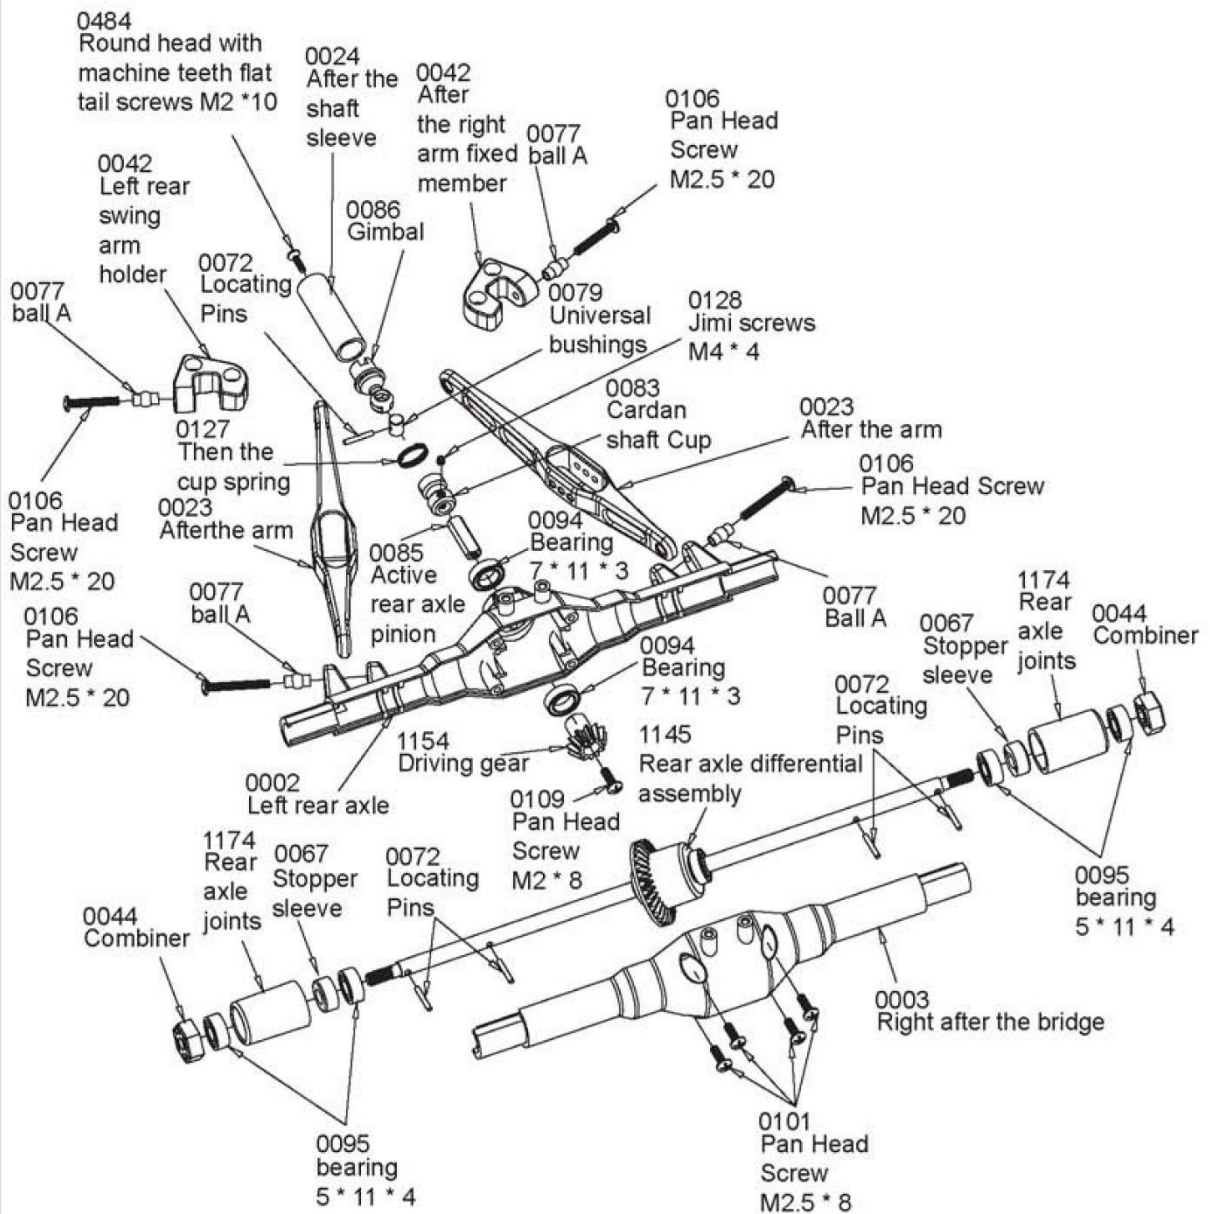 0484
Round head with
machine teeth flat
tail screws M2 *10
0024
After the
shaft
sleeve
0042
After
the right
arm fixed
member
0077
ball A
0106
Pan Head
Screw
M2.5 * 20
0042
Left rear
swing
arm
holder
0086
Gimbal
0072
Locating
Pins
0077
ball A
0079
Universal
bushings
0128
Jimi screws
M4 * 4
0083
Cardan
shaft Cup
0023
After the arm
0127
Then the
cup spring
0106
Pan Head Screw
M2.5 * 20
0106
Pan Head
Screw
M2.5 * 20
0023
Afterthe arm
0085
Active
rear axle
pinion
0094
Bearing
7 * 11 * 3
0077
ball A
0077
Ball A
1174
Rear
axle
joints
0044
Combiner
0067
Stopper
sleeve
0106
Pan Head
Screw
M2.5 * 20
0094
Bearing
7 * 11 * 3
0072
Locating
Pins
1154
Driving gear
1145
Rear axle differential
assembly
0002
Left rear axle
0109
Pan Head
Screw
M2 * 8
1174
Rear
axle
joints
0067
Stopper
sleeve
0072
Locating
Pins
0095
bearing
5 * 11 * 4
0044
Combiner
0003
Right after the bridge
0101
Pan Head
Screw
M2.5 * 8
0095
bearing
5 * 11 * 4